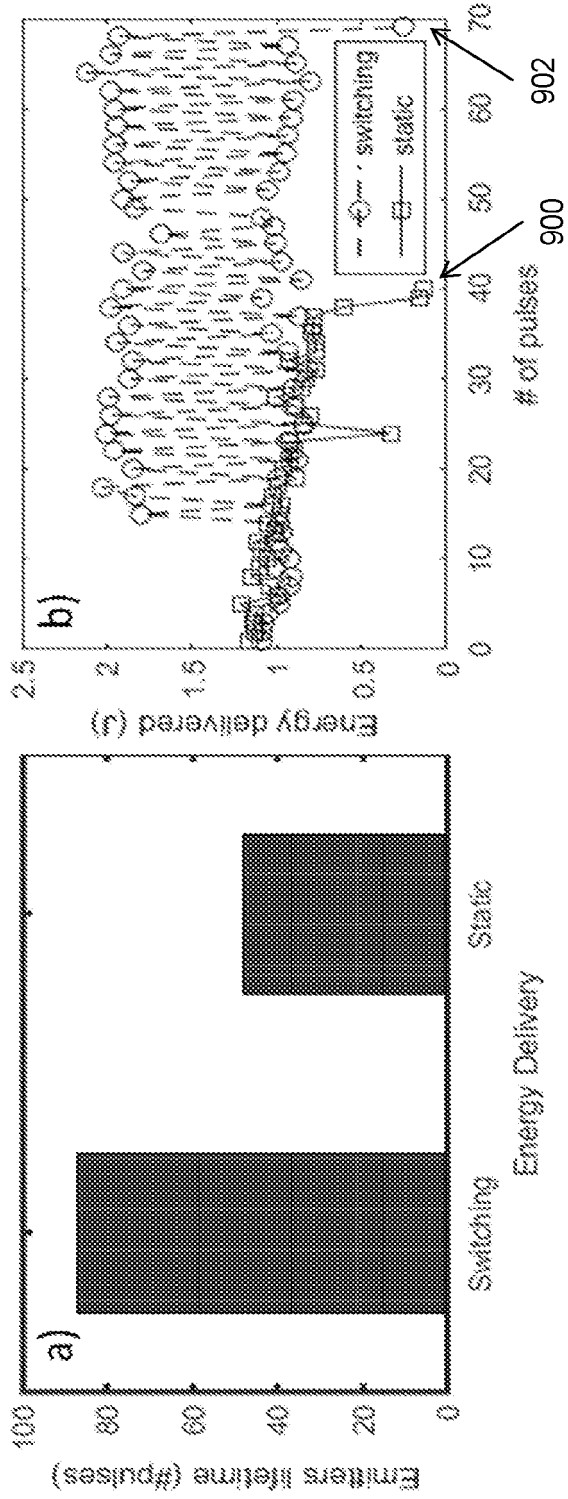 a)
100
80
60
40
20
0
Emitters lifetime (#pulses)
Switching
Static
Energy Delivery
b)
2.5
2
1.5
1
0.5
0
Energy delivered (J)
0
10
20
30
40
50
60
70
# of pulses
switching
static
900
902